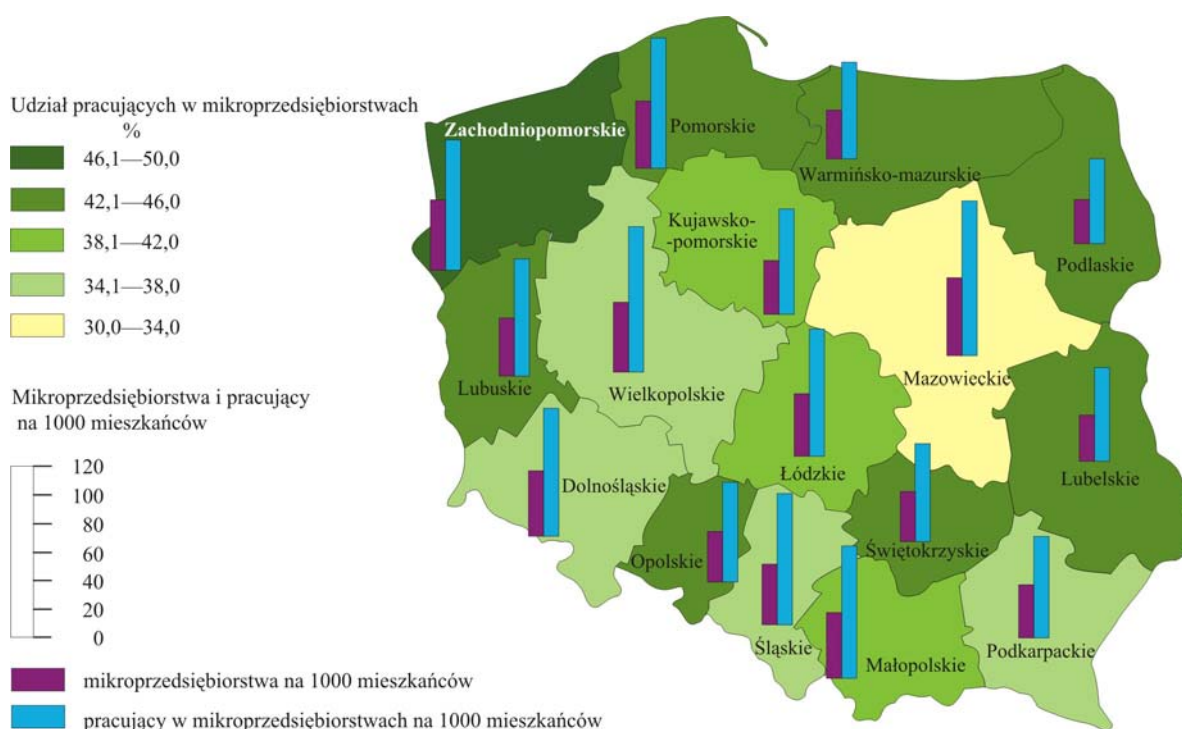 Udział pracujących w mikroprzedsiębiorstwach
%
46,1—50,0
42,1—46,0
38,1—42,0
34,1—38,0
30,0—34,0
Mikroprzedsiębiorstwa i pracujący
na 1000 mieszkańców
120
100
80
60
40
20
0
mikroprzedsiębiorstwa na 1000 mieszkańców
pracujący w mikroprzedsiębiorstwach na 1000 mieszkańców
Zachodniopomorskie
Pomorskie
Warmińsko-mazurskie
Kujawsko-
-pomorskie
Podlaskie
Lubuskie
Wielkopolskie
Mazowieckie
Łódzkie
Lubelskie
Dolnośląskie
Opolskie
Świętokrzyskie
Śląskie
Małopolskie
Podkarpackie